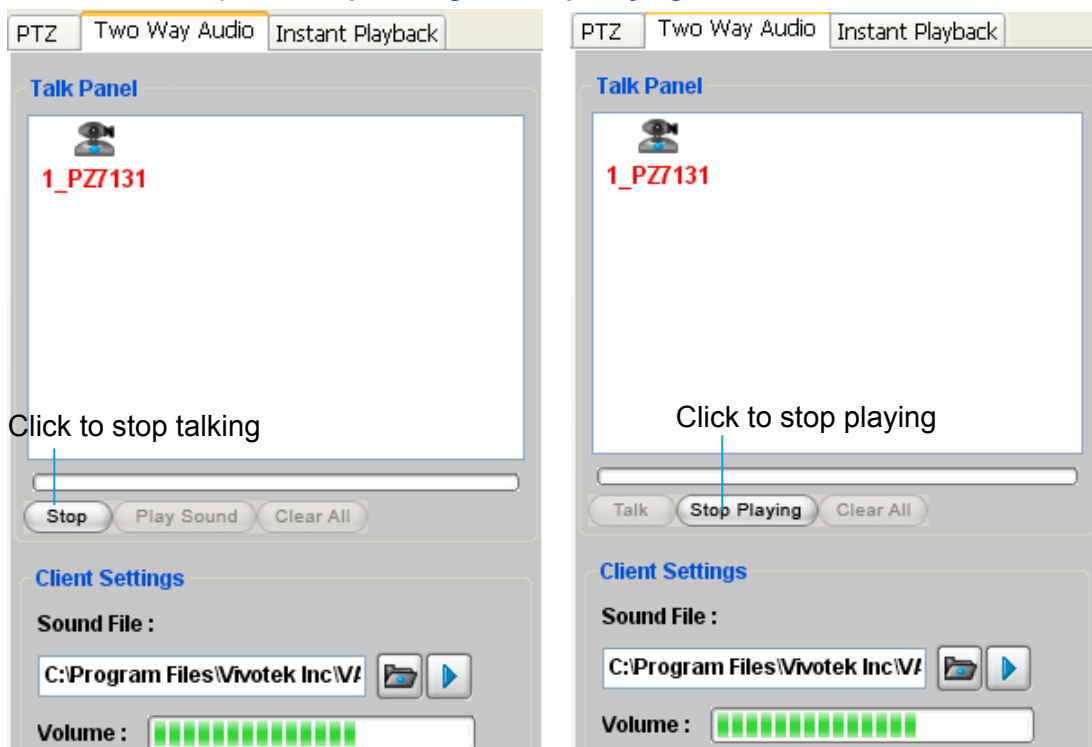 PTZ Two Way Audio Instant Playback
Talk Panel
1_PZ7131
Click to stop talking
Stop Play Sound Clear All
Client Settings
Sound File :
C:\Program Files\Vivotek Inc\VA
Volume :
PTZ Two Way Audio Instant Playback
Talk Panel
1_PZ7131
Click to stop playing
Talk Stop Playing Clear All
Client Settings
Sound File :
C:\Program Files\Vivotek Inc\VA
Volume :